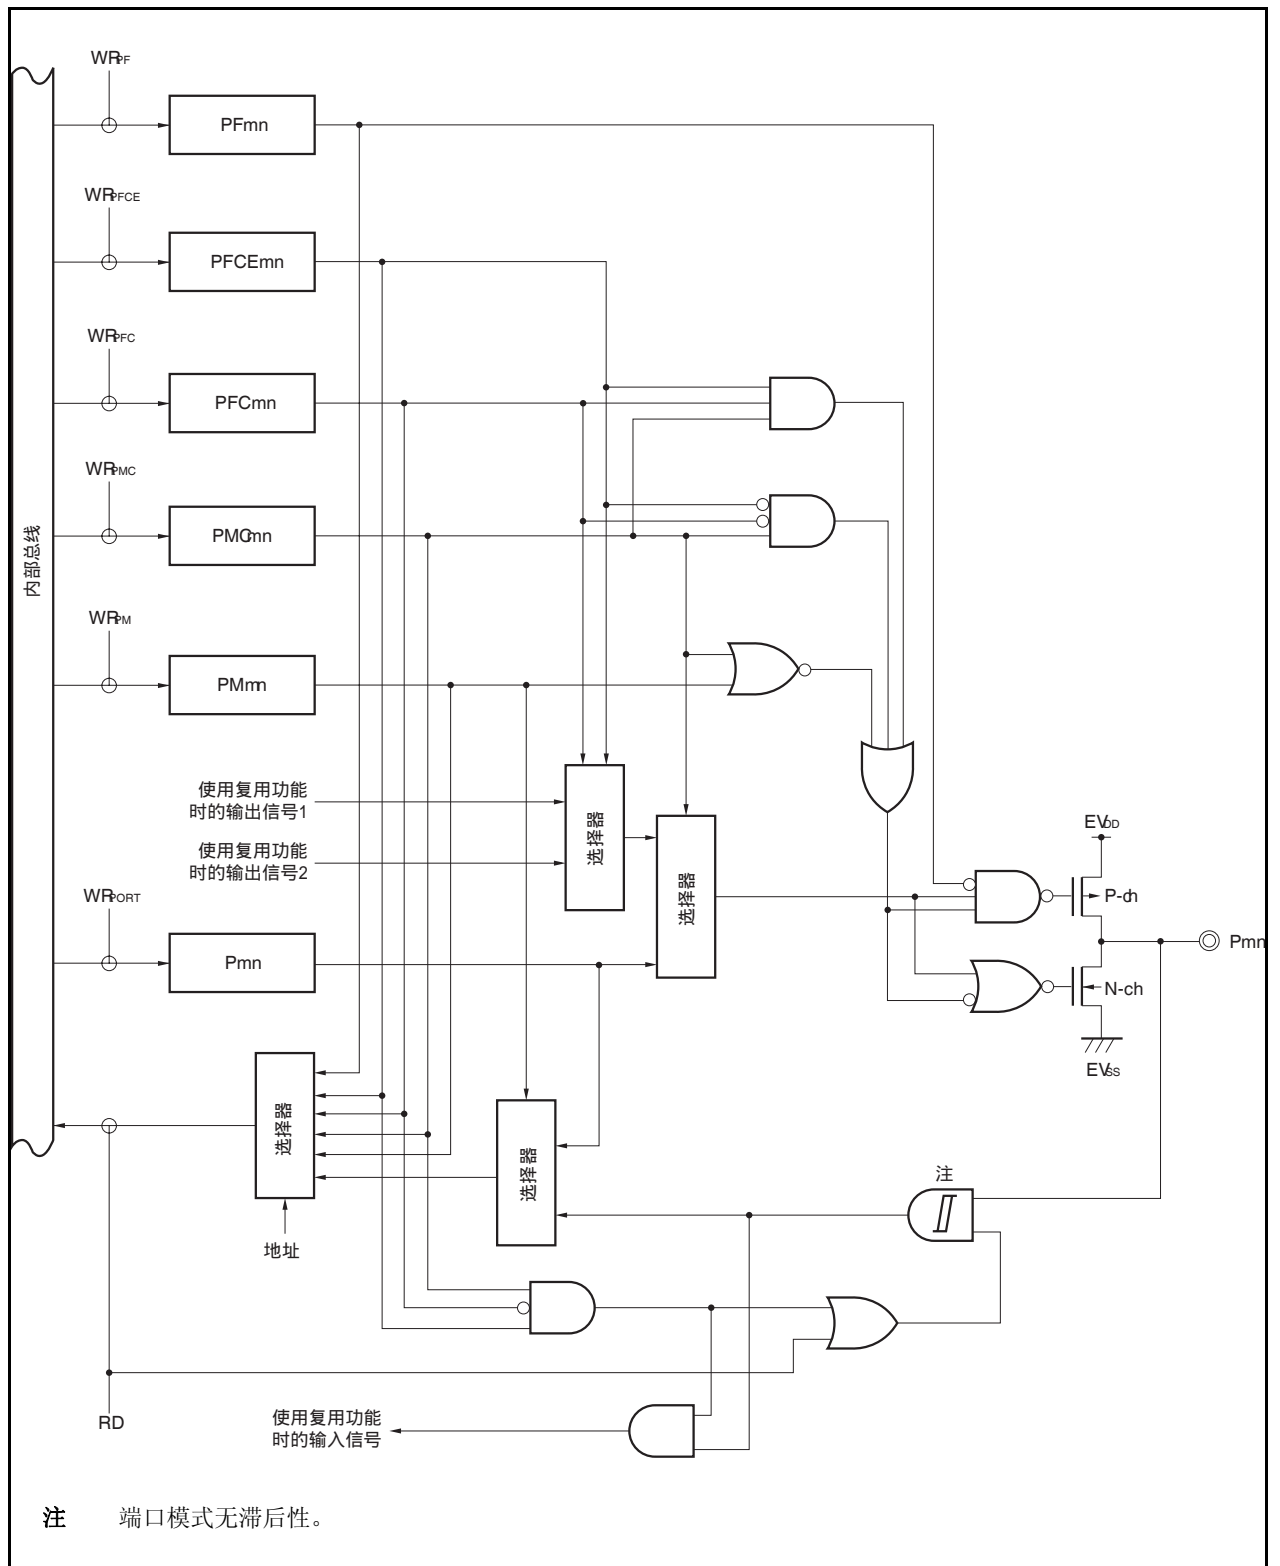 WRPF
PFmn
WRPFCE
PFCEmn
WRPFC
PFCmn
WRPMC
PMCmn
内部总线
WRPM
PMmn
使用复用功能
时的输出信号1
使用复用功能
时的输出信号2
选择器
选择器
EVDD
P-ch
WRPORT
Pmn
Pmn
N-ch
EVSS
选择器
选择器
注
地址
RD
使用复用功能
时的输入信号
注 端口模式无滞后性。